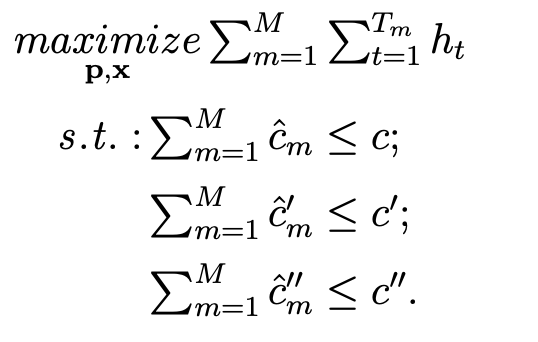 maximize ∑_{m=1}^{M} ∑_{t=1}^{T_m} h_t
p,x
s.t. : ∑_{m=1}^{M} ĉ_m ≤ c;
∑_{m=1}^{M} ĉ′_m ≤ c′;
∑_{m=1}^{M} ĉ″_m ≤ c″.